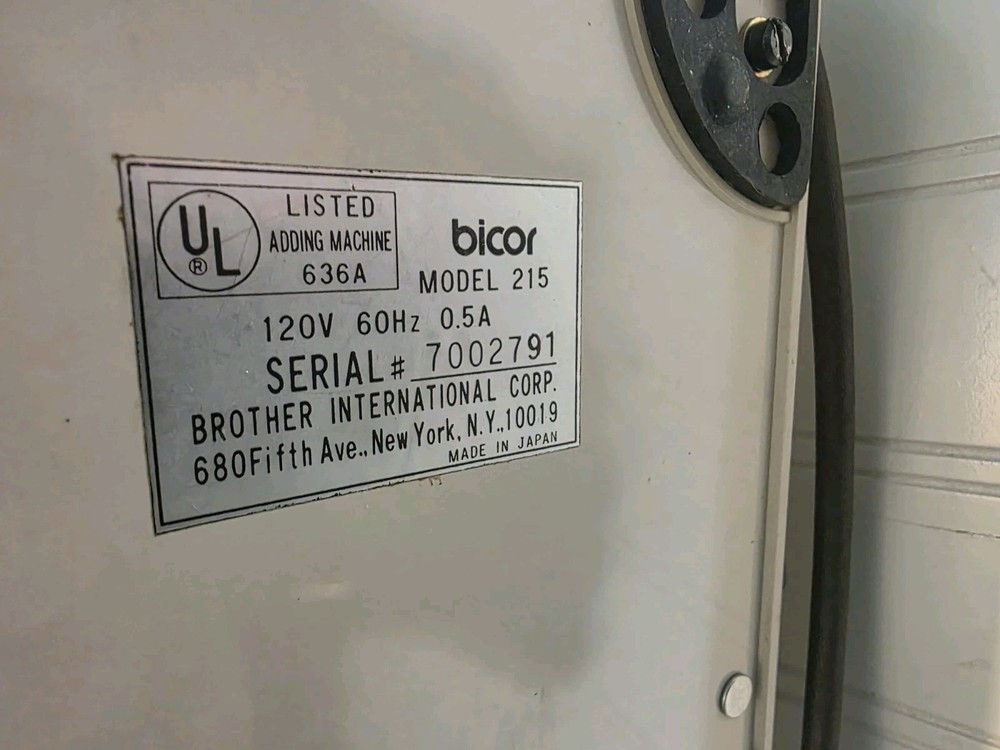 UL®
LISTED
ADDING MACHINE
636A
bicor
MODEL 215
120V 60Hz 0.5A
SERIAL# 7002791
BROTHER INTERNATIONAL CORP.
680Fifth Ave., New York, N.Y., 10019
MADE IN JAPAN